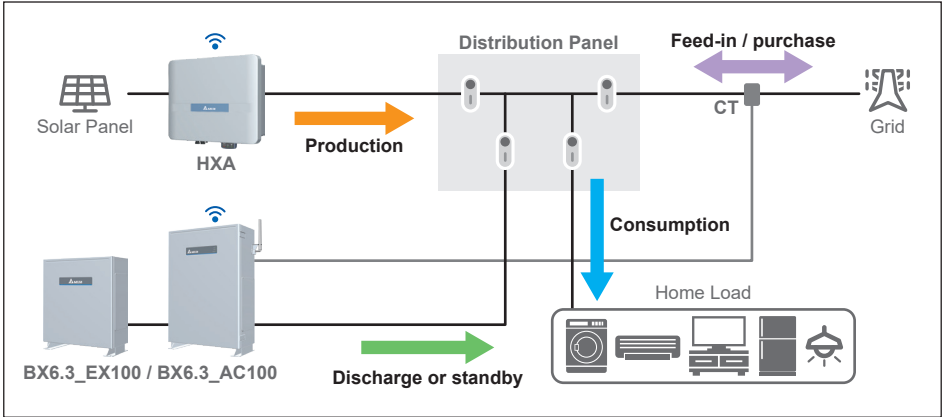 Distribution Panel
Feed-in / purchase
Solar Panel
HXA
Production
CT
Grid
Consumption
Home Load
BX6.3_EX100 / BX6.3_AC100
Discharge or standby